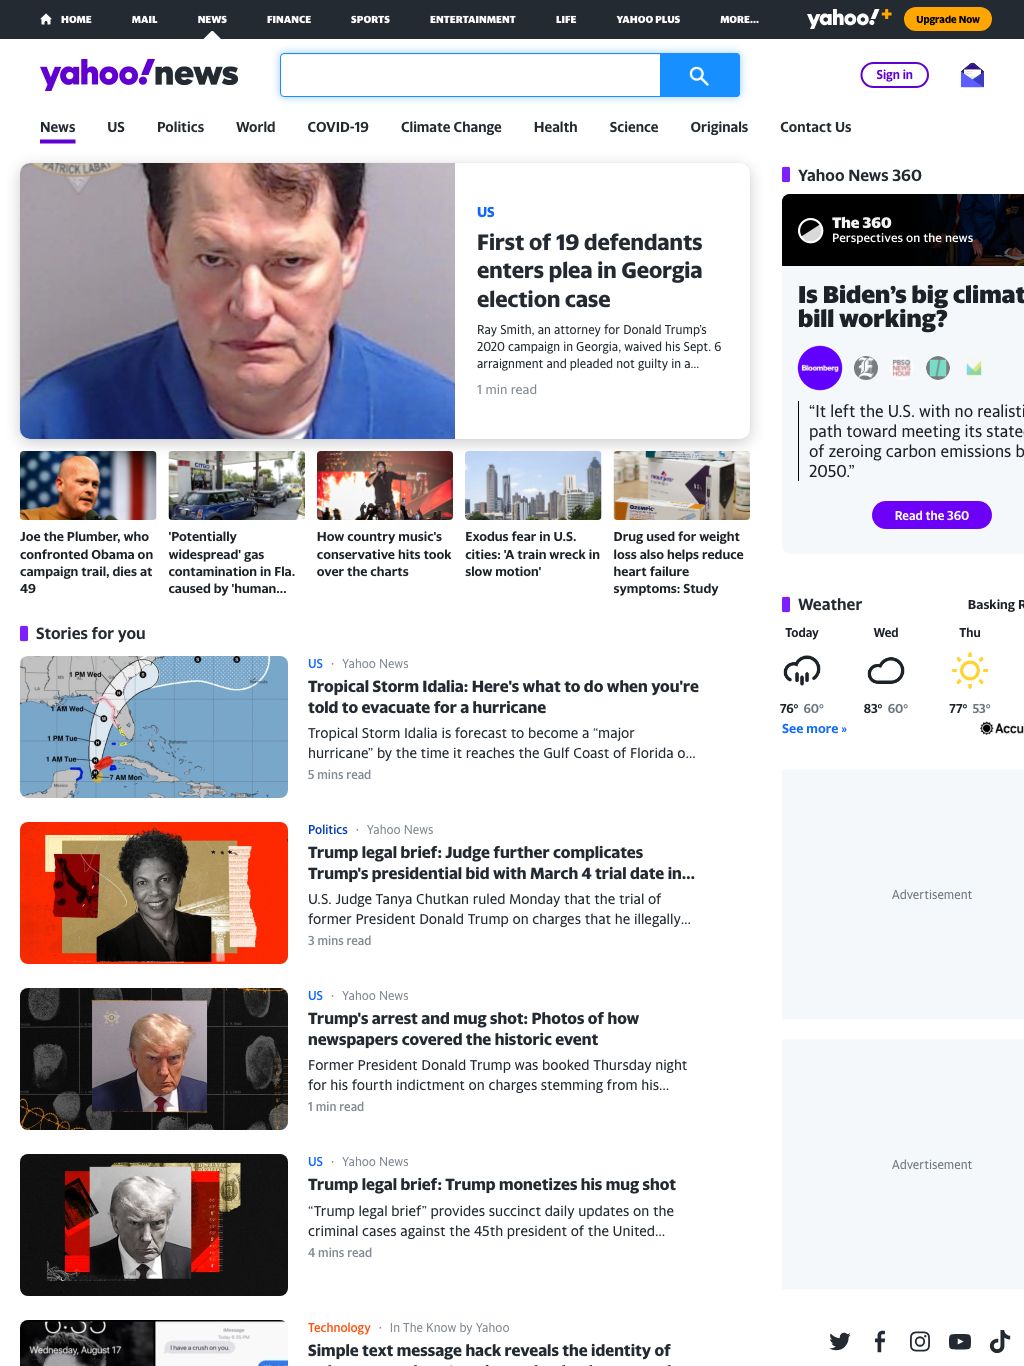 HOME MAIL NEWS FINANCE SPORTS ENTERTAINMENT LIFE YAHOO PLUS MORE...
yahoo!+ Upgrade Now
yahoo!news
Sign in
News US Politics World COVID-19 Climate Change Health Science Originals Contact Us
PATRICK LABAT
US
First of 19 defendants
enters plea in Georgia
election case
Ray Smith, an attorney for Donald Trump's
2020 campaign in Georgia, waived his Sept. 6
arraignment and pleaded not guilty in a...
1 min read
Joe the Plumber, who
confronted Obama on
campaign trail, dies at
49
'Potentially
widespread' gas
contamination in Fla.
caused by 'human...
How country music's
conservative hits took
over the charts
Exodus fear in U.S.
cities: 'A train wreck in
slow motion'
OZEMPIC
Drug used for weight
loss also helps reduce
heart failure
symptoms: Study
Stories for you
1 PM Wed
1 AM Wed
1 PM Tue
1 AM Tue
7 AM Mon
US · Yahoo News
Tropical Storm Idalia: Here's what to do when you're
told to evacuate for a hurricane
Tropical Storm Idalia is forecast to become a “major
hurricane” by the time it reaches the Gulf Coast of Florida o...
5 mins read
Politics · Yahoo News
Trump legal brief: Judge further complicates
Trump's presidential bid with March 4 trial date in...
U.S. Judge Tanya Chutkan ruled Monday that the trial of
former President Donald Trump on charges that he illegally...
3 mins read
US · Yahoo News
Trump's arrest and mug shot: Photos of how
newspapers covered the historic event
Former President Donald Trump was booked Thursday night
for his fourth indictment on charges stemming from his...
1 min read
US · Yahoo News
Trump legal brief: Trump monetizes his mug shot
“Trump legal brief” provides succinct daily updates on the
criminal cases against the 45th president of the United...
4 mins read
Wednesday, August 17
iMessage
Today 6:35 PM
I have a crush on you.
Technology · In The Know by Yahoo
Simple text message hack reveals the identity of
Yahoo News 360
The 360
Perspectives on the news
Is Biden’s big climat
bill working?
Bloomberg
PBS
NEWS
HOUR
“It left the U.S. with no realisti
path toward meeting its state
of zeroing carbon emissions b
2050.”
Read the 360
Weather Basking R
Today Wed Thu
76° 60° 83° 60° 77° 53°
See more »
Accu
Advertisement
Advertisement